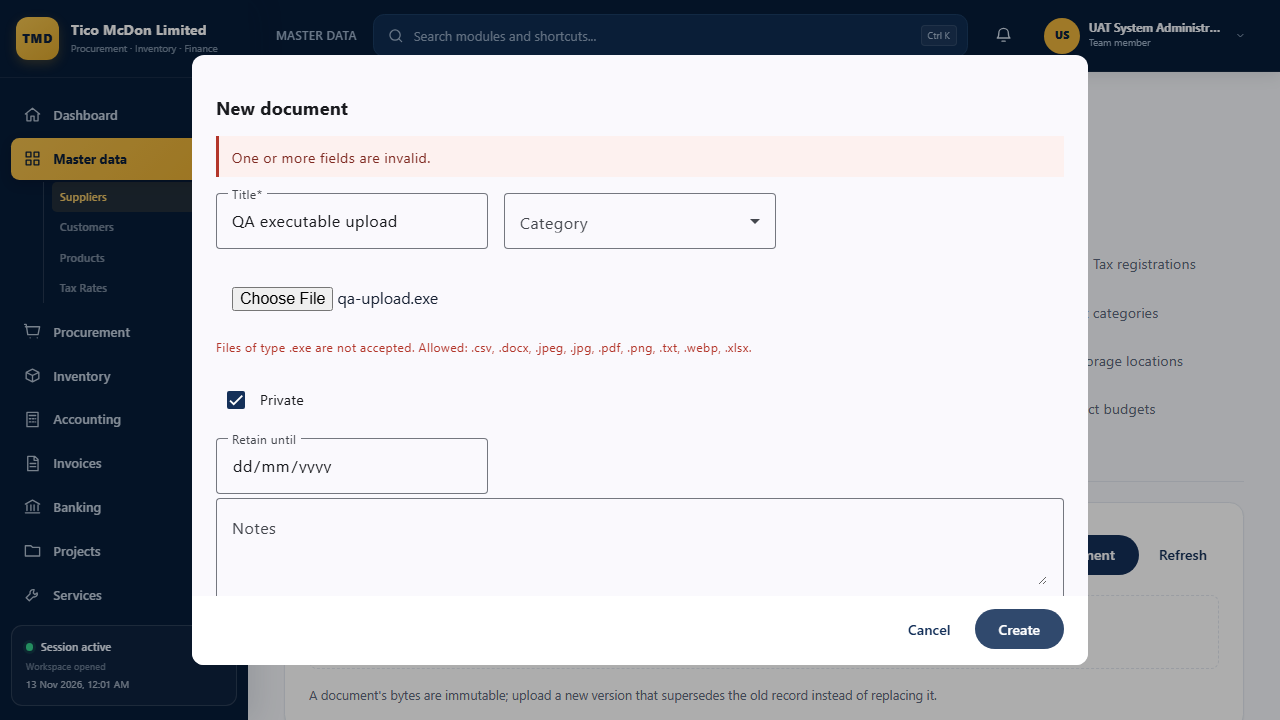 TMD
Tico McDon Limited
Procurement · Inventory · Finance
MASTER DATA
Search modules and shortcuts...
Ctrl K
US
UAT System Administr...
Team member
Dashboard
Master data
Suppliers
Customers
Products
Tax Rates
Procurement
Inventory
Accounting
Invoices
Banking
Projects
Services
Session active
Workspace opened
13 Nov 2026, 12:01 AM
New document
One or more fields are invalid.
Title*
QA executable upload
Category
Choose File qa-upload.exe
Files of type .exe are not accepted. Allowed: .csv, .docx, .jpeg, .jpg, .pdf, .png, .txt, .webp, .xlsx.
Private
Retain until
dd/mm/yyyy
Notes
Cancel
Create
Tax registrations
categories
orage locations
ct budgets
ment
Refresh
A document's bytes are immutable; upload a new version that supersedes the old record instead of replacing it.